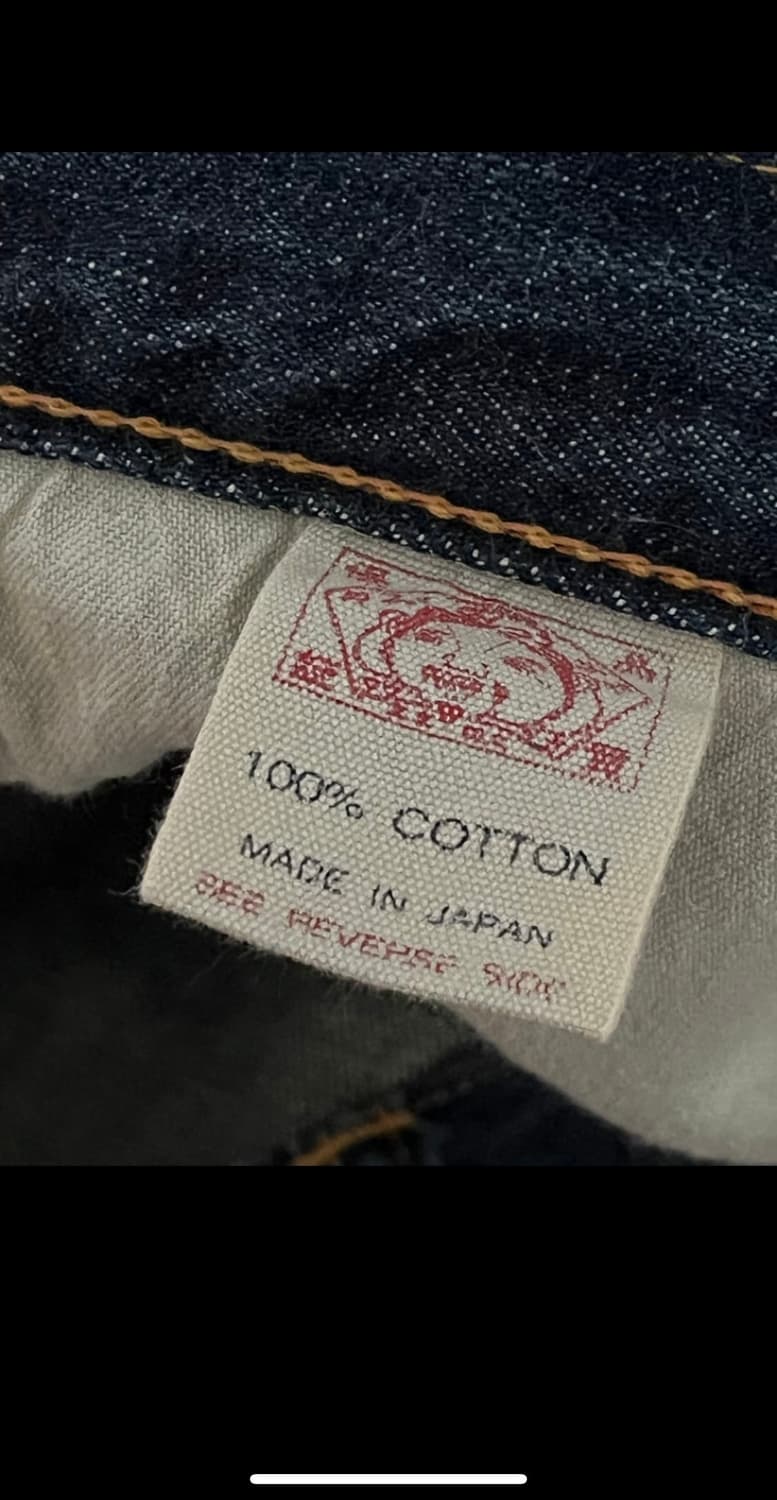 100% COTTON
MADE IN JAPAN
SEE REVERSE SIDE